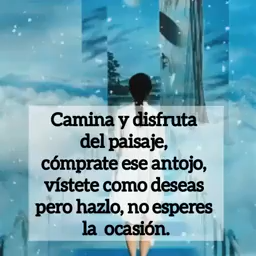 Camina y disfruta
del paisaje,
cómprate ese antojo,
vístete como deseas
pero hazlo, no esperes
la ocasión.